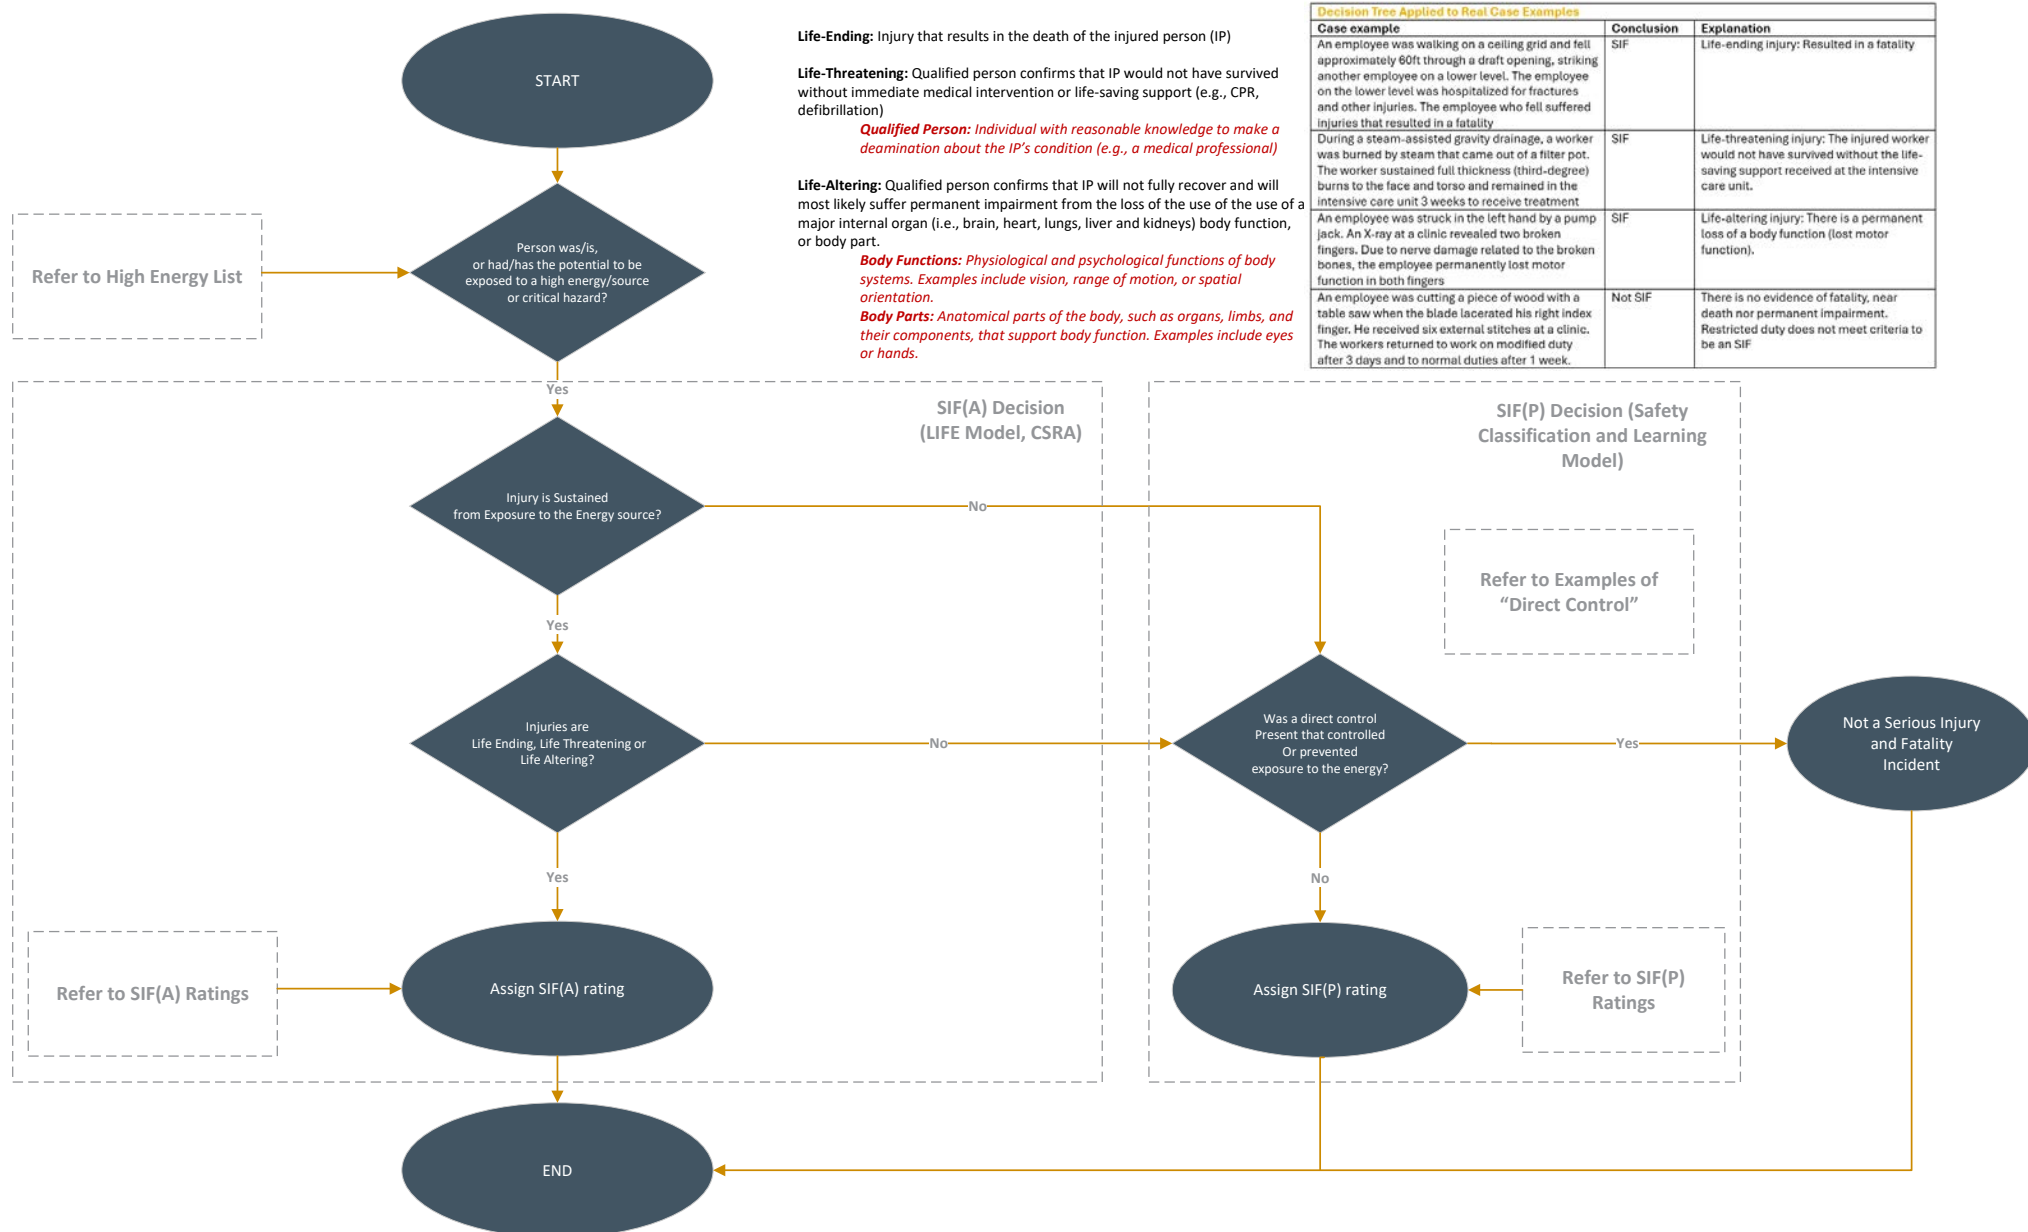 START
Life-Ending: Injury that results in the death of the injured person (IP)
Life-Threatening: Qualified person confirms that IP would not have survived
without immediate medical intervention or life-saving support (e.g., CPR,
defibrillation)
Qualified Person: Individual with reasonable knowledge to make a
deamination about the IP's condition (e.g., a medical professional)
Life-Altering: Qualified person confirms that IP will not fully recover and will
most likely suffer permanent impairment from the loss of the use of the use of a
major internal organ (i.e., brain, heart, lungs, liver and kidneys) body function,
or body part.
Body Functions: Physiological and psychological functions of body
systems. Examples include vision, range of motion, or spatial
orientation.
Body Parts: Anatomical parts of the body, such as organs, limbs, and
their components, that support body function. Examples include eyes
or hands.
Decision Tree Applied to Real Case Examples
Case example Conclusion Explanation
An employee was walking on a ceiling grid and fell
approximately 60ft through a draft opening, striking
another employee on a lower level. The employee
on the lower level was hospitalized for fractures
and other injuries. The employee who fell suffered
injuries that resulted in a fatality
SIF
Life-ending injury: Resulted in a fatality
During a steam-assisted gravity drainage, a worker
was burned by steam that came out of a filter pot.
The worker sustained full thickness (third-degree)
burns to the face and torso and remained in the
intensive care unit 3 weeks to receive treatment
SIF
Life-threatening injury: The injured worker
would not have survived without the life-
saving support received at the intensive
care unit.
An employee was struck in the left hand by a pump
jack. An X-ray at a clinic revealed two broken
fingers. Due to nerve damage related to the broken
bones, the employee permanently lost motor
function in both fingers
SIF
Life-altering injury: There is a permanent
loss of a body function (lost motor
function).
An employee was cutting a piece of wood with a
table saw when the blade lacerated his right index
finger. He received six external stitches at a clinic.
The workers returned to work on modified duty
after 3 days and to normal duties after 1 week.
Not SIF
There is no evidence of fatality, near
death nor permanent impairment.
Restricted duty does not meet criteria to
be an SIF
Refer to High Energy List
Person was/is,
or had/has the potential to be
exposed to a high energy/source
or critical hazard?
Yes
SIF(A) Decision
(LIFE Model, CSRA)
SIF(P) Decision (Safety
Classification and Learning
Model)
Injury is Sustained
from Exposure to the Energy source?
No
Refer to Examples of
“Direct Control”
Yes
Injuries are
Life Ending, Life Threatening or
Life Altering?
No
Was a direct control
Present that controlled
Or prevented
exposure to the energy?
Yes
Not a Serious Injury
and Fatality
Incident
Yes
No
Refer to SIF(A) Ratings
Assign SIF(A) rating
Assign SIF(P) rating
Refer to SIF(P)
Ratings
END